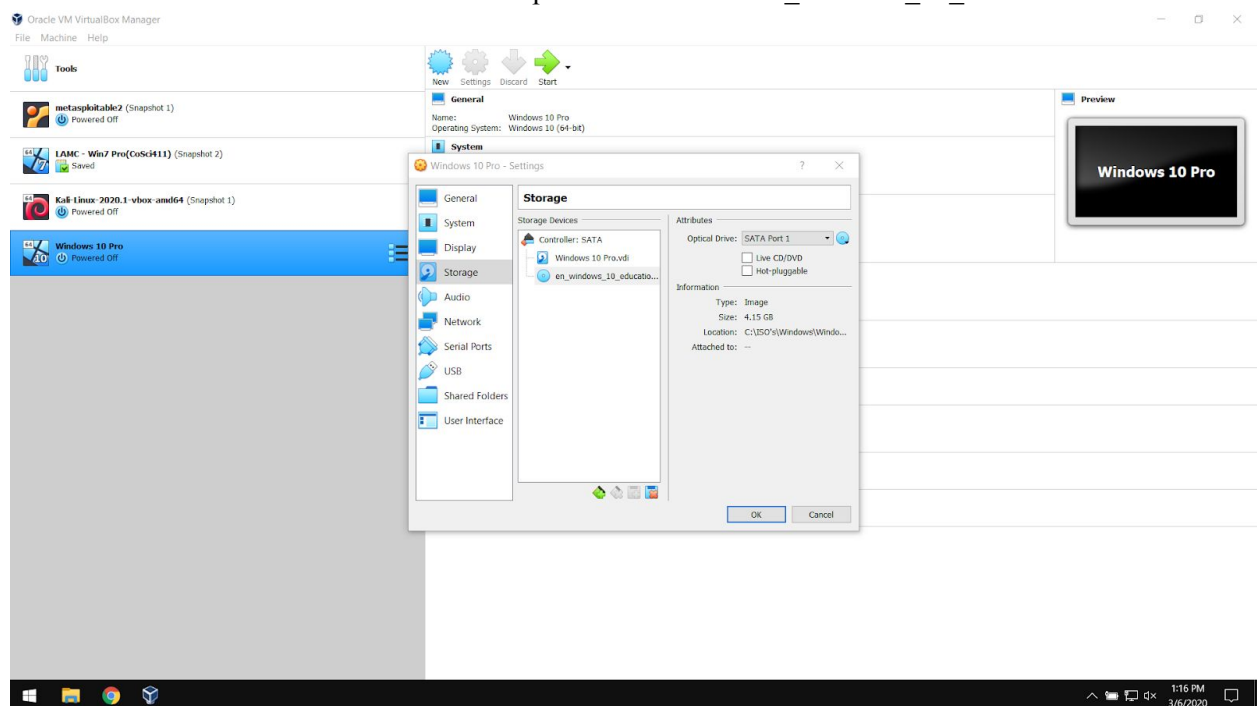 Oracle VM VirtualBox Manager
File Machine Help
Tools
metasploitable2 (Snapshot 1)
Powered Off
64 7
LAMC - Win7 Pro(CoSci411) (Snapshot 2)
Saved
64
Kali-Linux-2020.1-vbox-amd64 (Snapshot 1)
Powered Off
64 10
Windows 10 Pro
Powered Off
New Settings Discard Start
General
Name: Windows 10 Pro
Operating System: Windows 10 (64-bit)
System
Preview
Windows 10 Pro
Windows 10 Pro - Settings
General
System
Display
Storage
Audio
Network
Serial Ports
USB
Shared Folders
User Interface
Storage
Storage Devices
Controller: SATA
Windows 10 Pro.vdi
en_windows_10_educatio...
Attributes
Optical Drive: SATA Port 1
Live CD/DVD
Hot-pluggable
Information
Type: Image
Size: 4.15 GB
Location: C:\ISO's\Windows\Windo...
Attached to: --
OK Cancel
1:16 PM
3/6/2020